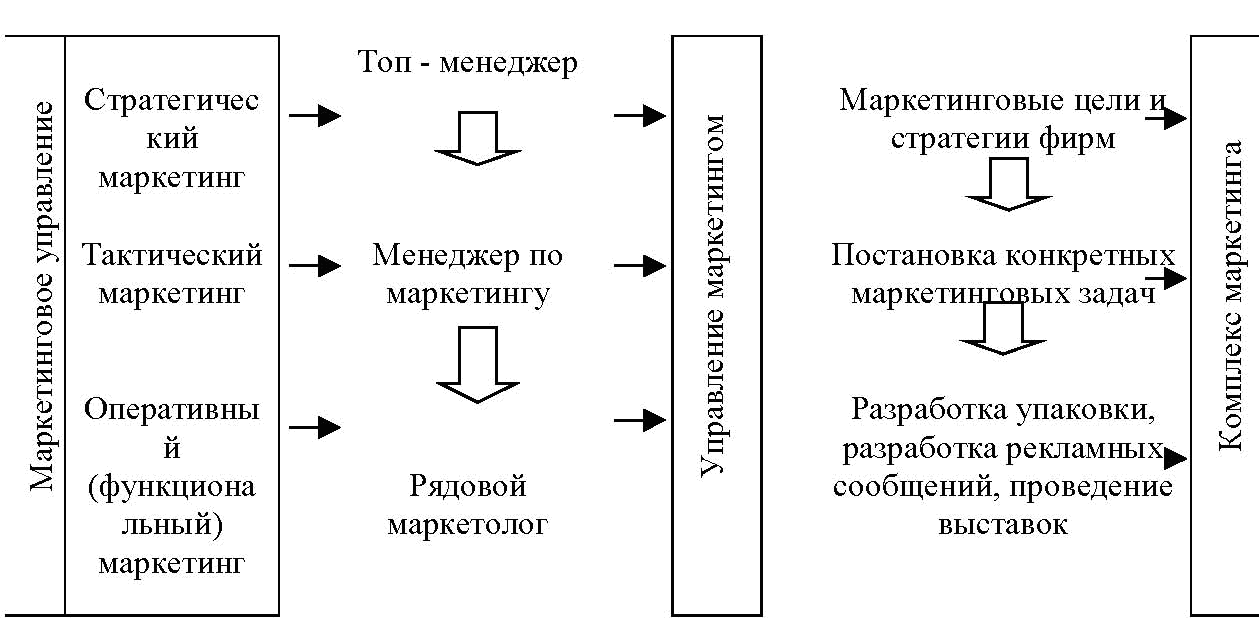 Маркетинговое управление
Стратегичес
кий
маркетинг
Тактический
маркетинг
Оперативны
й
(функциона
льный)
маркетинг
Топ - менеджер
Менеджер по
маркетингу
Рядовой
маркетолог
Управление маркетингом
Маркетинговые цели и
стратегии фирм
Постановка конкретных
маркетинговых задач
Разработка упаковки,
разработка рекламных
сообщений, проведение
выставок
Комплекс маркетинга